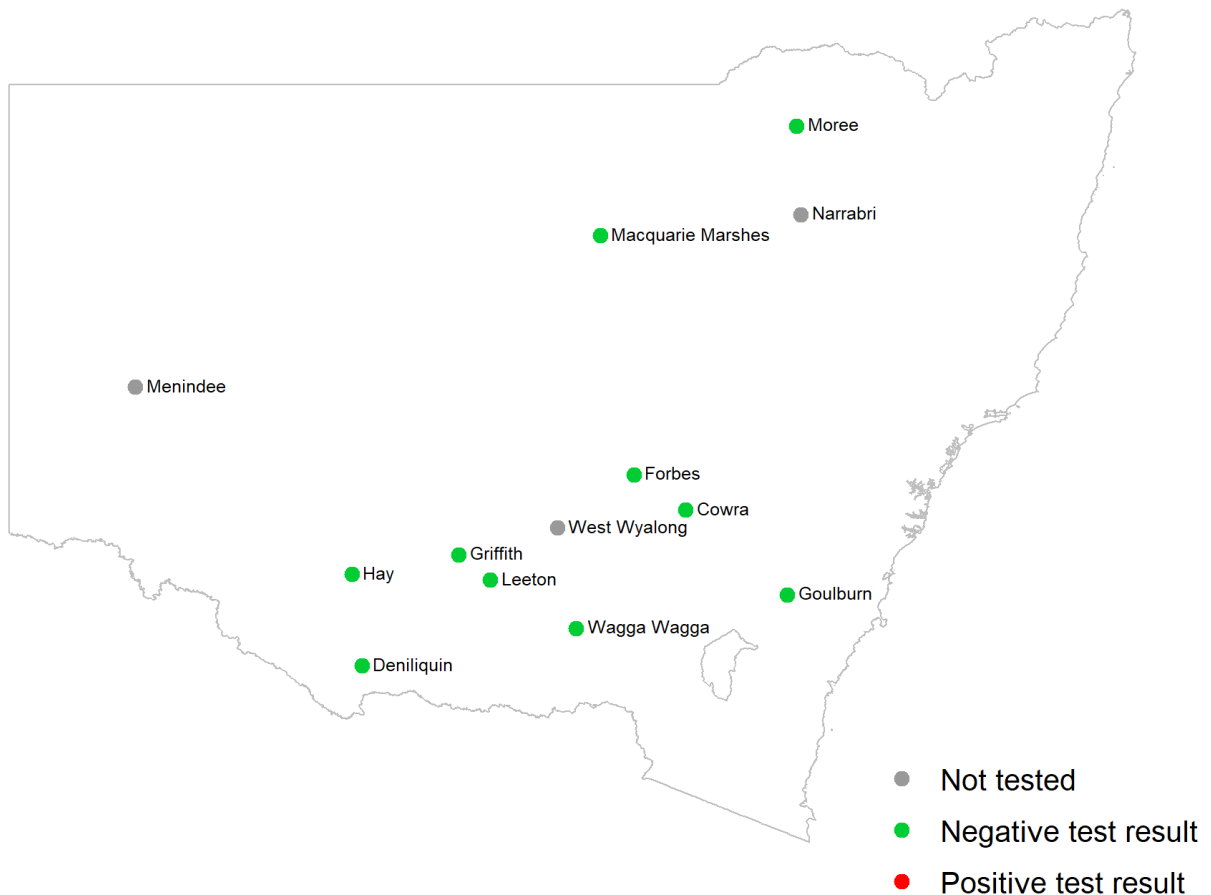 Moree
Narrabri
Macquarie Marshes
Menindee
Forbes
Cowra
West Wyalong
Griffith
Hay
Leeton
Goulburn
Wagga Wagga
Deniliquin
Not tested
Negative test result
Positive test result